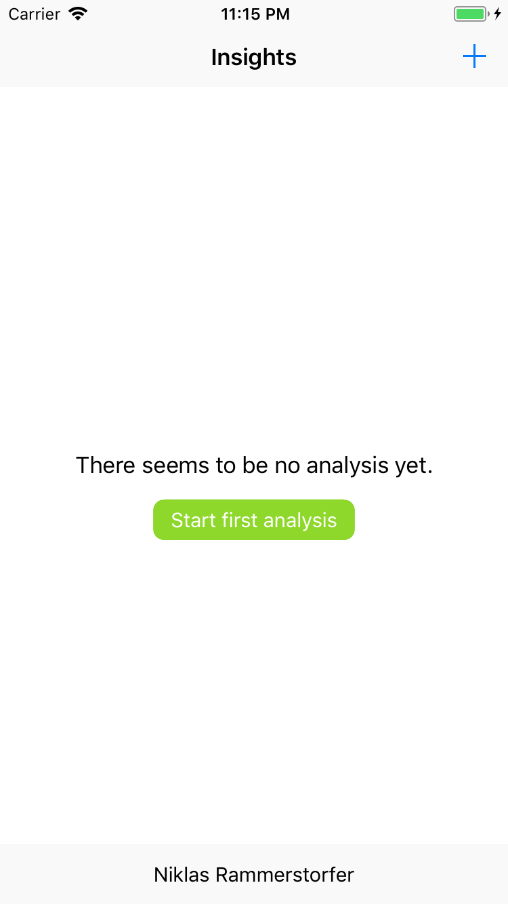 Carrier 11:15 PM
Insights
There seems to be no analysis yet.
Start first analysis
Niklas Rammerstorfer